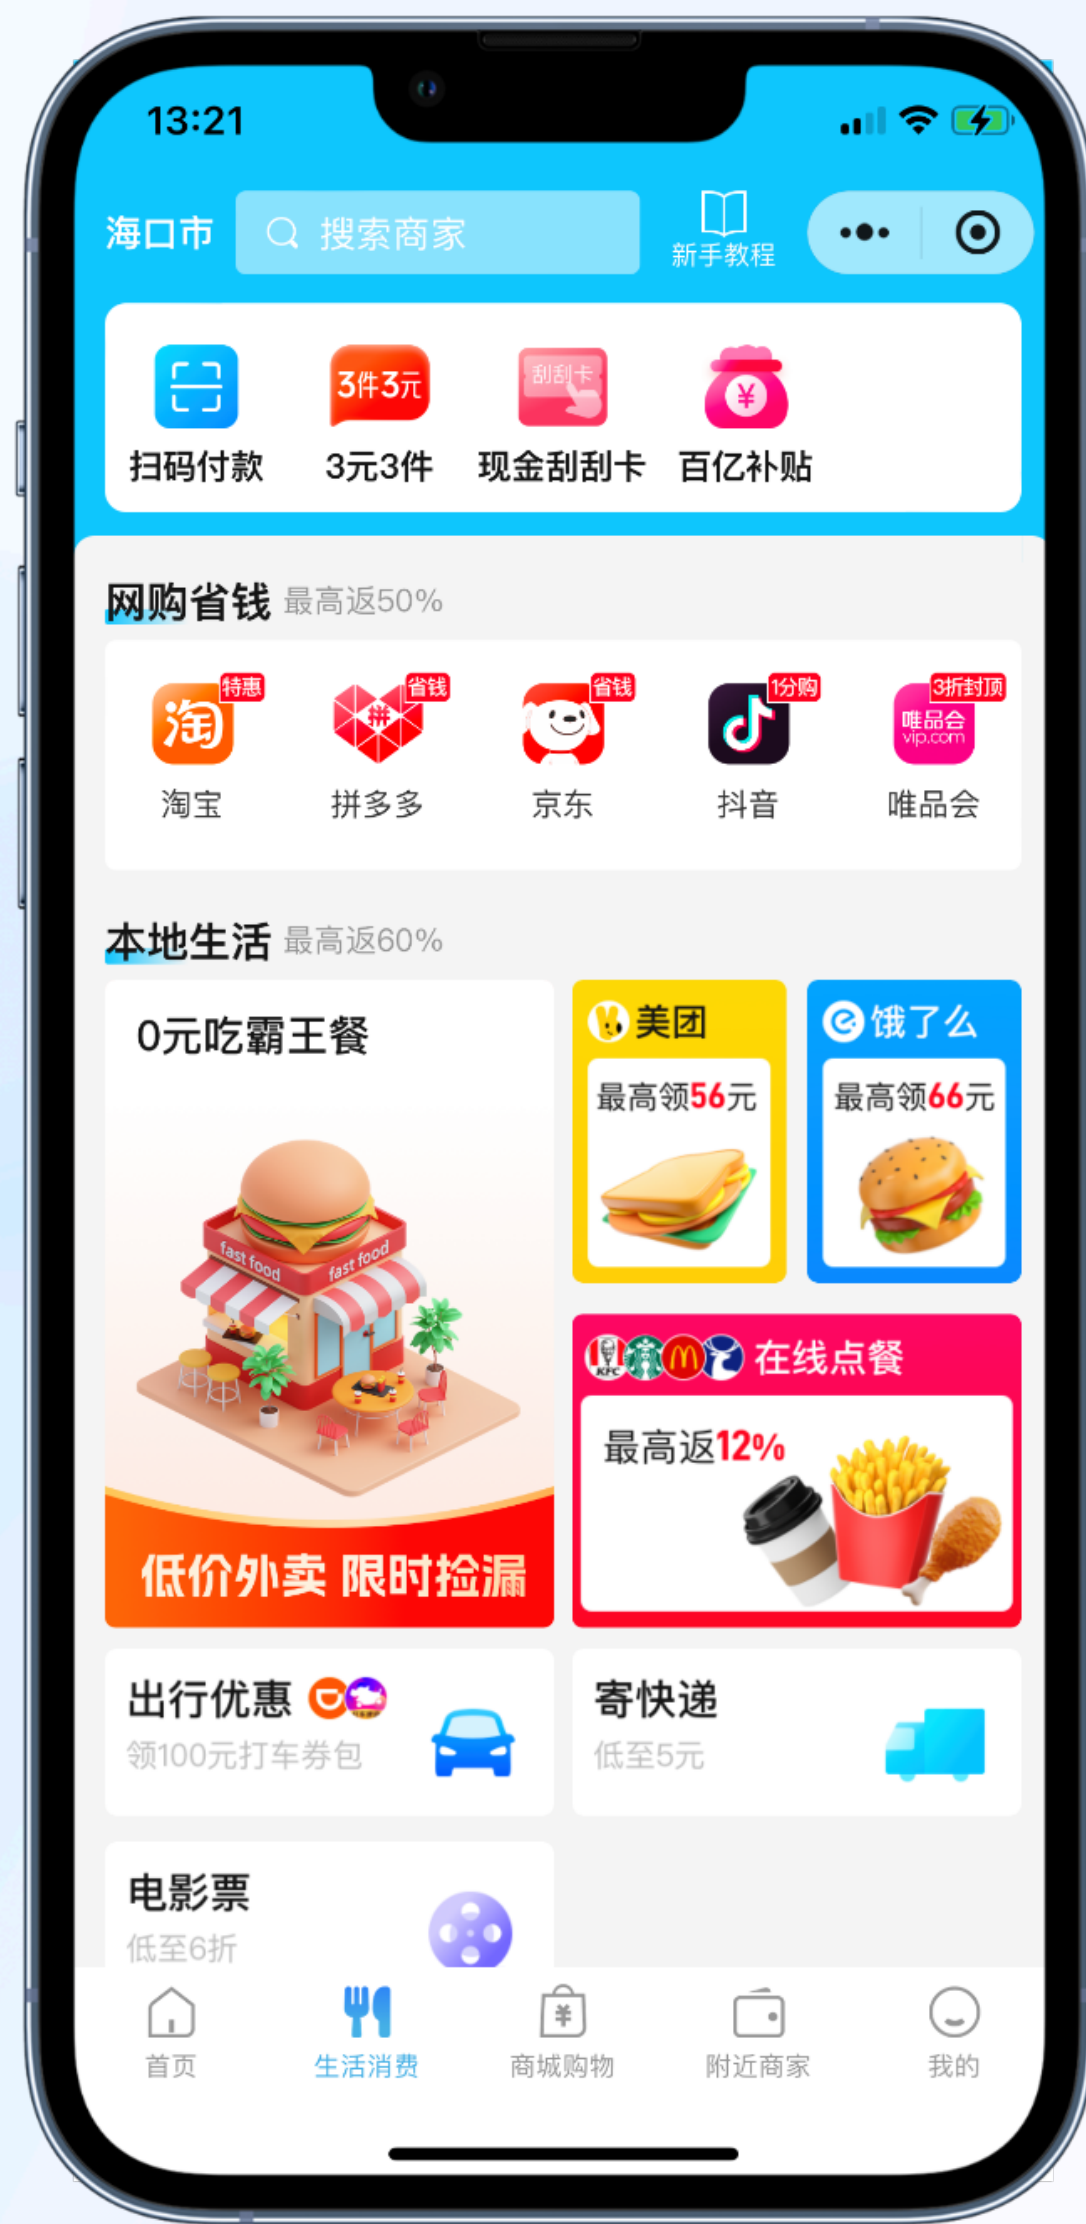 13:21
海口市
搜索商家
新手教程
3件3元
刮刮卡
扫码付款
3元3件
现金刮刮卡
百亿补贴
网购省钱 最高返50%
特惠
省钱
省钱
1分购
3折封顶
淘
拼
唯品会
vip.com
淘宝
拼多多
京东
抖音
唯品会
本地生活 最高返60%
0元吃霸王餐
fast food
fast food
低价外卖 限时捡漏
美团
最高领56元
饿了么
最高领66元
KFC
在线点餐
最高返12%
出行优惠
领100元打车券包
寄快递
低至5元
电影票
低至6折
首页
生活消费
商城购物
附近商家
我的